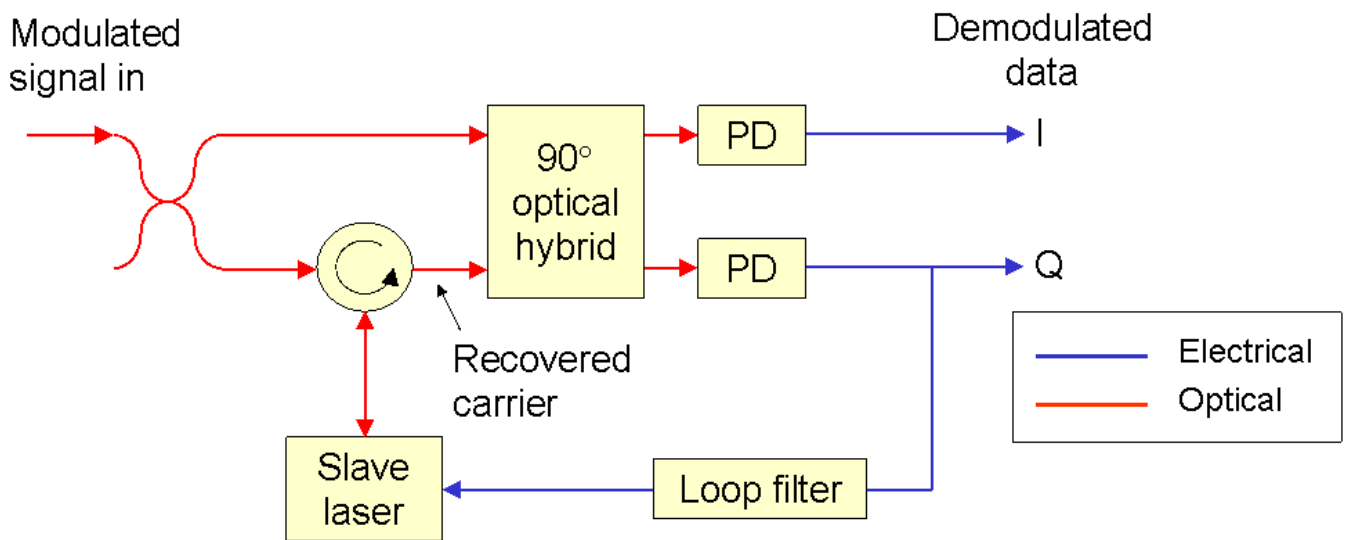 Modulated
signal in
Demodulated
data
90°
optical
hybrid
PD
I
PD
Q
Recovered
carrier
Electrical
Optical
Slave
laser
Loop filter